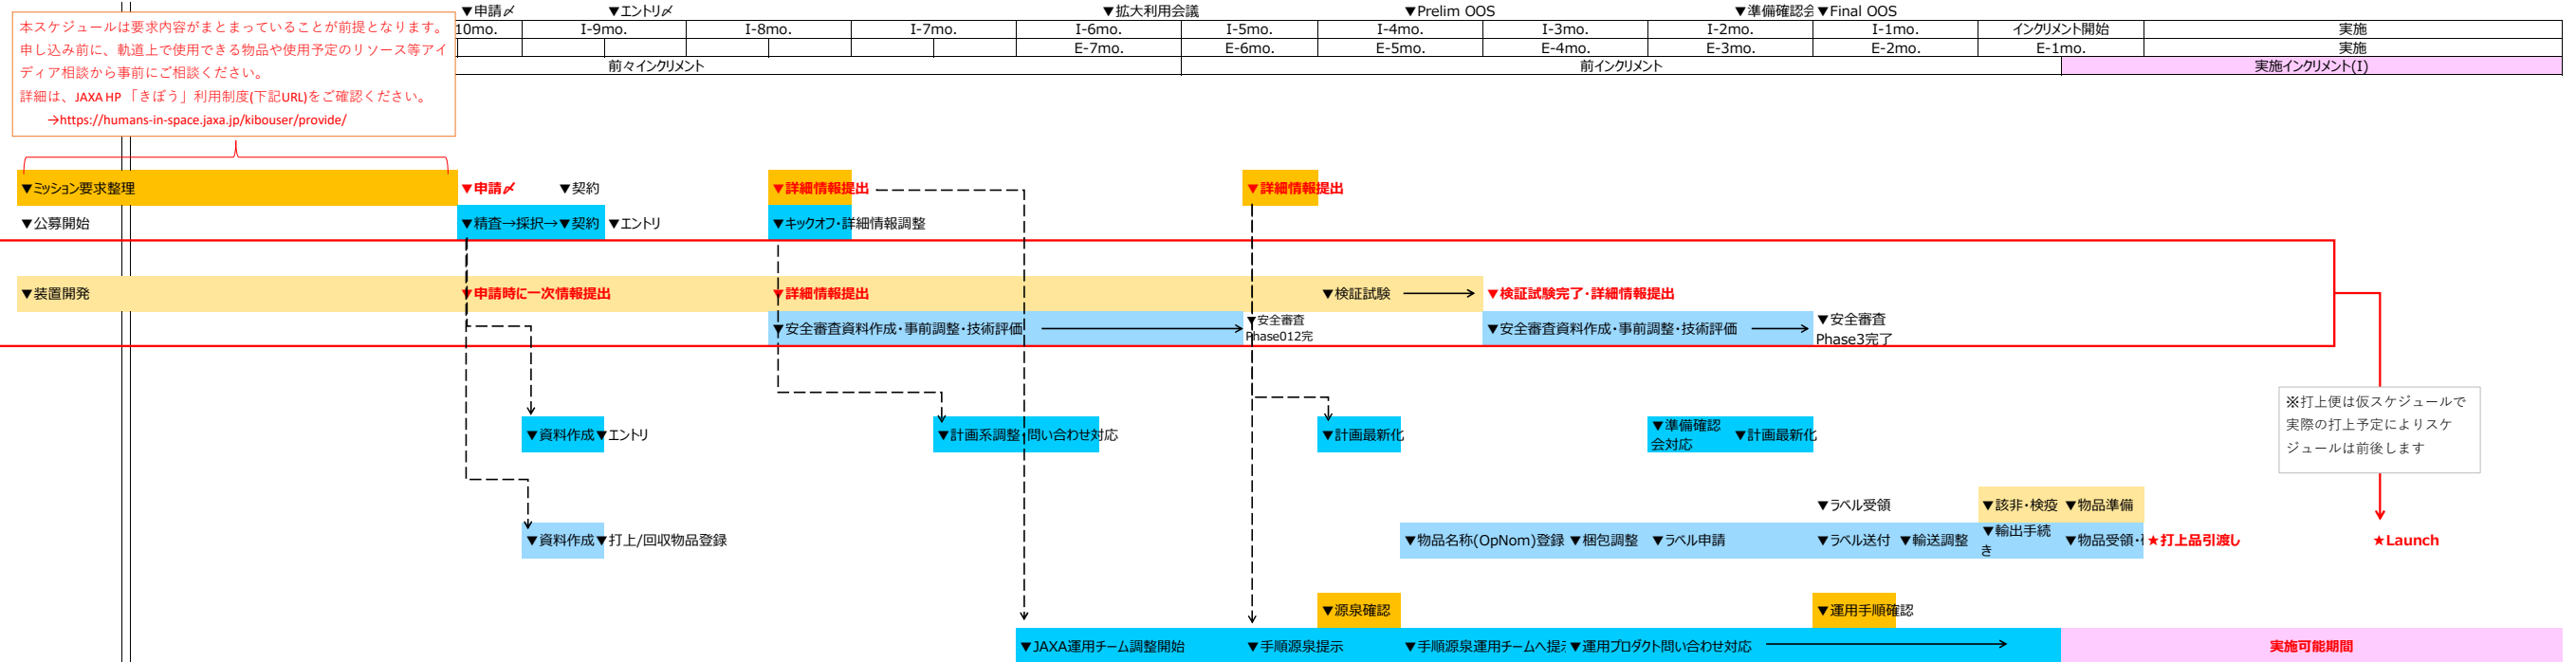 ▼申請〆
▼エントリ〆
▼拡大利用会議
▼Prelim OOS
▼準備確認会
▼Final OOS
本スケジュールは要求内容がまとまっていることが前提となります。
申し込み前に、軌道上で使用できる物品や使用予定のリソース等アイ
ディア相談から事前にご相談ください。
詳細は、JAXA HP 「きぼう」利用制度(下記URL)をご確認ください。
→https://humans-in-space.jaxa.jp/kibouser/provide/
10mo.
I-9mo.
I-8mo.
I-7mo.
I-6mo.
I-5mo.
I-4mo.
I-3mo.
I-2mo.
I-1mo.
インクリメント開始
実施
E-7mo.
E-6mo.
E-5mo.
E-4mo.
E-3mo.
E-2mo.
E-1mo.
実施
前々インクリメント
前インクリメント
実施インクリメント(I)
▼ミッション要求整理
▼申請〆
▼契約
▼詳細情報提出
▼詳細情報提出
▼公募開始
▼精査→採択→▼契約
▼エントリ
▼キックオフ・詳細情報調整
▼装置開発
▼申請時に一次情報提出
▼詳細情報提出
▼検証試験
▼検証試験完了・詳細情報提出
▼安全審査資料作成・事前調整・技術評価
▼安全審査
Phase012完
▼安全審査資料作成・事前調整・技術評価
▼安全審査
Phase3完了
※打上便は仮スケジュールで
実際の打上予定によりスケ
ジュールは前後します
▼資料作成
▼エントリ
▼計画系調整・問い合わせ対応
▼計画最新化
▼準備確認
会対応
▼計画最新化
▼ラベル受領
▼該非・検疫
▼物品準備
▼資料作成
▼打上/回収物品登録
▼物品名称(OpNom)登録
▼梱包調整
▼ラベル申請
▼ラベル送付
▼輸送調整
▼輸出手続
き
▼物品受領・
★打上品引渡し
★Launch
▼源泉確認
▼運用手順確認
▼JAXA運用チーム調整開始
▼手順源泉提示
▼手順源泉運用チームへ提
▼運用プロダクト問い合わせ対応
実施可能期間